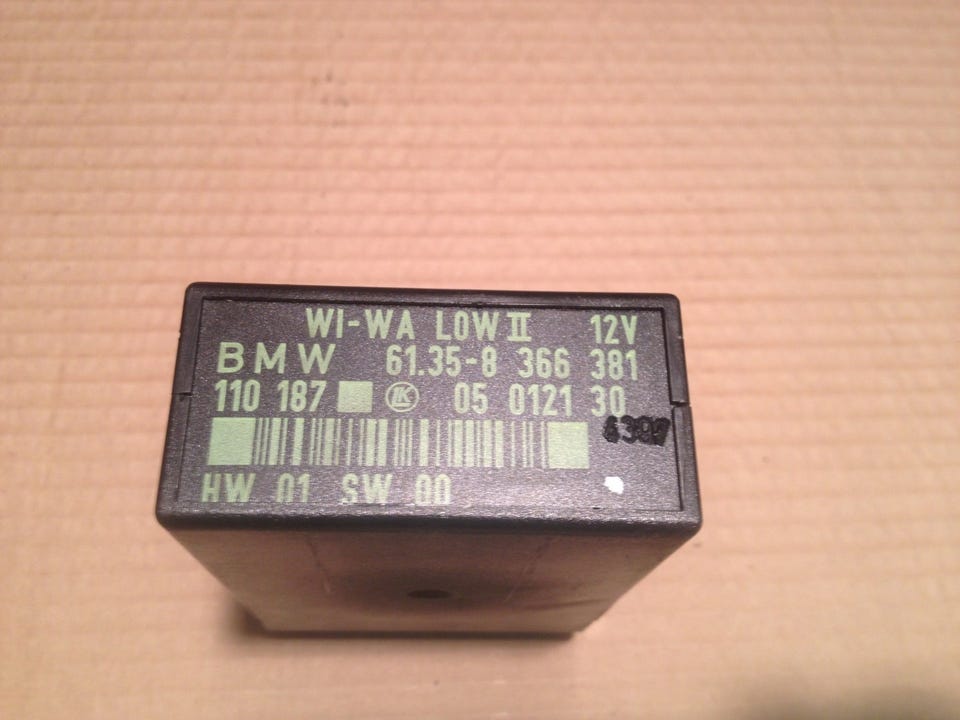 WI-WA LOW II 12V
BMW 61.35-8 366 381
110 187 LK 05 0121 30
HW 01 SW 00